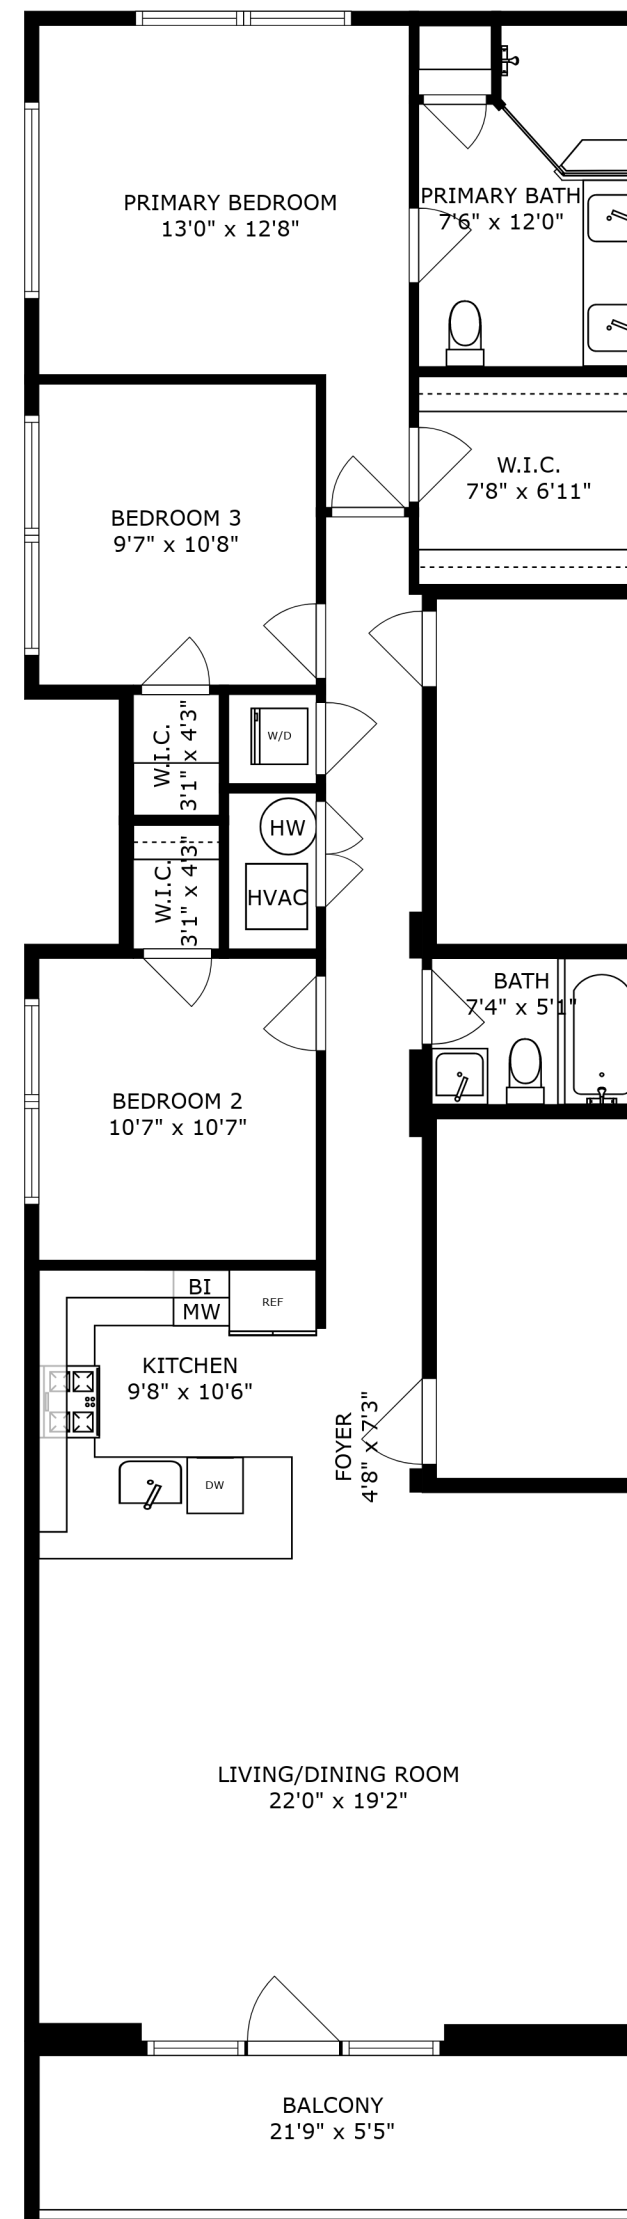 PRIMARY BEDROOM
13'0" x 12'8"
PRIMARY BATH
7'6" x 12'0"
W.I.C.
7'8" x 6'11"
BEDROOM 3
9'7" x 10'8"
W.I.C.
3'1" x 4'3"
W/D
HW
HVAC
W.I.C.
3'1" x 4'3"
BATH
7'4" x 5'1"
BEDROOM 2
10'7" x 10'7"
BI
MW
REF
KITCHEN
9'8" x 10'6"
FOYER
4'8" x 7'3"
DW
LIVING/DINING ROOM
22'0" x 19'2"
BALCONY
21'9" x 5'5"